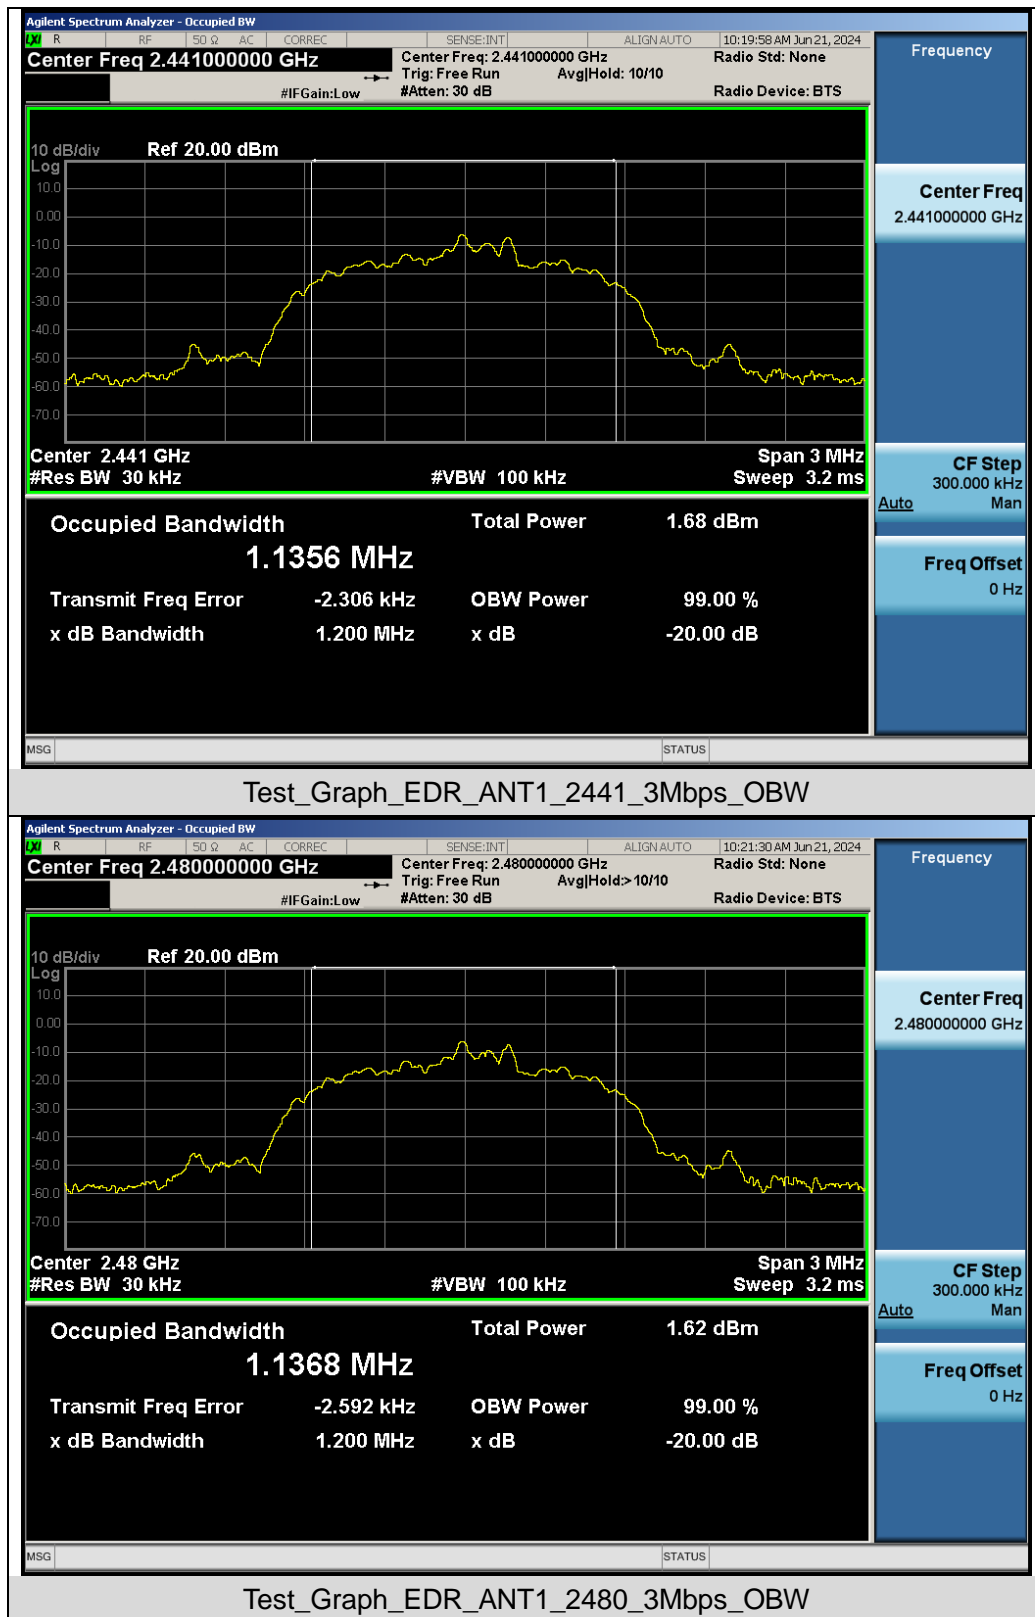 Agilent Spectrum Analyzer - Occupied BW
LXI R RF 50 Ω AC CORREC SENSE:INT ALIGN AUTO 10:19:58 AM Jun 21, 2024
Center Freq 2.441000000 GHz Center Freq: 2.441000000 GHz Radio Std: None Frequency
Trig: Free Run Avg|Hold: 10/10
#IFGain:Low #Atten: 30 dB Radio Device: BTS
10 dB/div Ref 20.00 dBm
Log
10.0
0.00
-10.0
-20.0
-30.0
-40.0
-50.0
-60.0
-70.0
Center Freq
2.441000000 GHz
Center 2.441 GHz Span 3 MHz
#Res BW 30 kHz #VBW 100 kHz Sweep 3.2 ms
CF Step
300.000 kHz
Auto Man
Occupied Bandwidth Total Power 1.68 dBm
1.1356 MHz
Freq Offset
0 Hz
Transmit Freq Error -2.306 kHz OBW Power 99.00 %
x dB Bandwidth 1.200 MHz x dB -20.00 dB
MSG STATUS
Test_Graph_EDR_ANT1_2441_3Mbps_OBW
Agilent Spectrum Analyzer - Occupied BW
LXI R RF 50 Ω AC CORREC SENSE:INT ALIGN AUTO 10:21:30 AM Jun 21, 2024
Center Freq 2.480000000 GHz Center Freq: 2.480000000 GHz Radio Std: None Frequency
Trig: Free Run Avg|Hold:>10/10
#IFGain:Low #Atten: 30 dB Radio Device: BTS
10 dB/div Ref 20.00 dBm
Log
10.0
0.00
-10.0
-20.0
-30.0
-40.0
-50.0
-60.0
-70.0
Center Freq
2.480000000 GHz
Center 2.48 GHz Span 3 MHz
#Res BW 30 kHz #VBW 100 kHz Sweep 3.2 ms
CF Step
300.000 kHz
Auto Man
Occupied Bandwidth Total Power 1.62 dBm
1.1368 MHz
Freq Offset
0 Hz
Transmit Freq Error -2.592 kHz OBW Power 99.00 %
x dB Bandwidth 1.200 MHz x dB -20.00 dB
MSG STATUS
Test_Graph_EDR_ANT1_2480_3Mbps_OBW